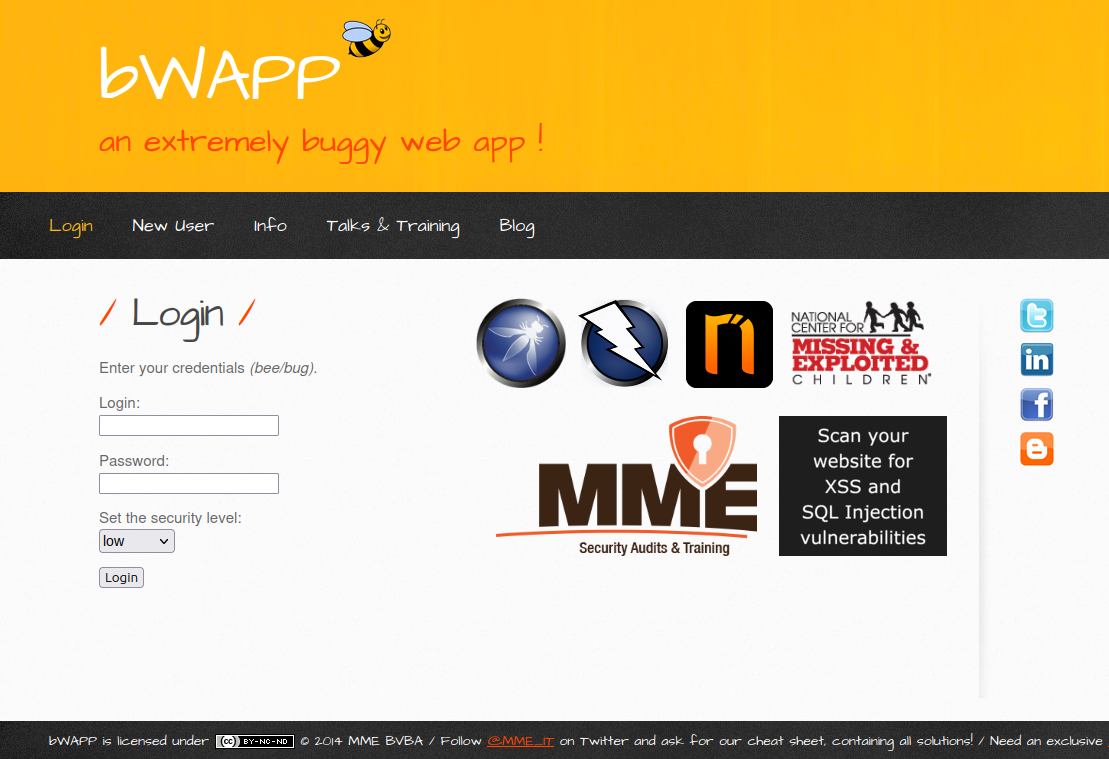 bWAPP
an extremely buggy web app !
Login
New User
Info
Talks & Training
Blog
/ Login /
Enter your credentials (bee/bug).
Login:
Password:
Set the security level:
low
Login
n
NATIONAL
CENTER FOR
MISSING &
EXPLOITED
CHILDREN®
MME
Security Audits & Training
Scan your
website for
XSS and
SQL Injection
vulnerabilities
t
in
f
B
bWAPP is licensed under (cc) BY-NC-ND © 2014 MME BVBA / Follow @MME_IT on Twitter and ask for our cheat sheet, containing all solutions! / Need an exclusive